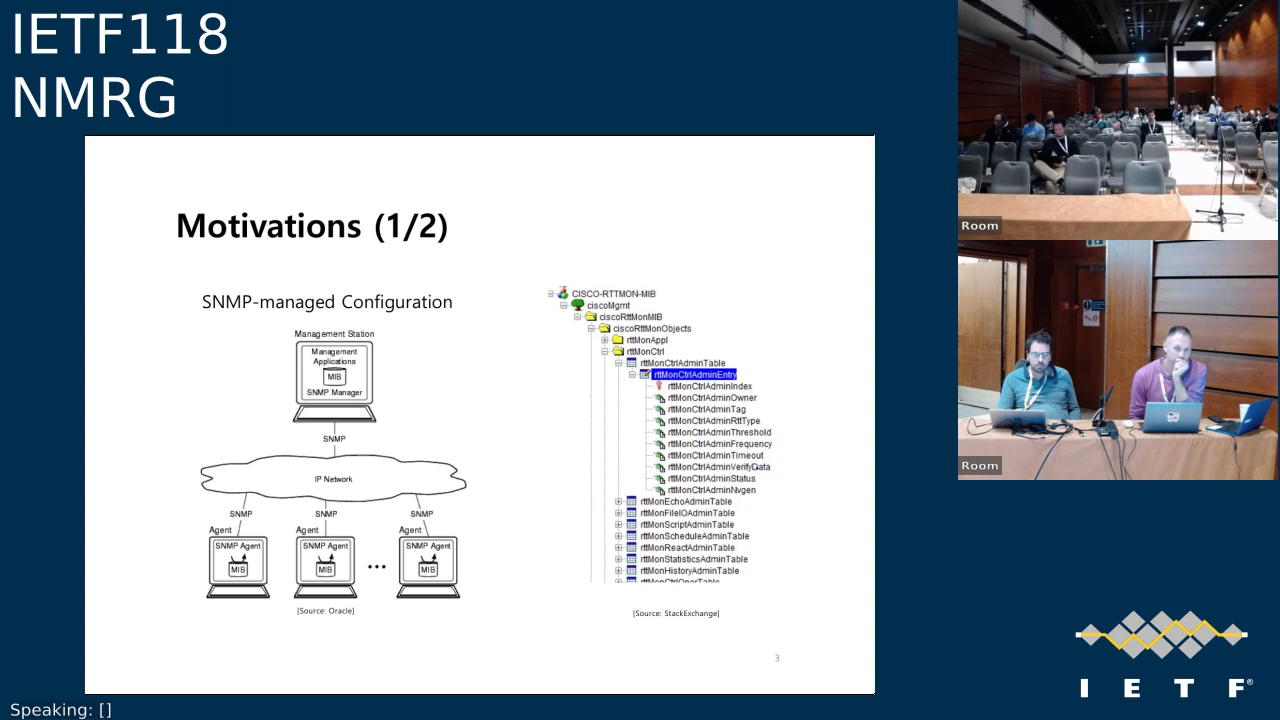 IETF118
NMRG
Motivations (1/2)
SNMP-managed Configuration
Management Station
Management
Applications
MIB
SNMP Manager
SNMP
IP Network
SNMP
SNMP
SNMP
Agent
Agent
Agent
SNMP Agent
SNMP Agent
SNMP Agent
MIB
MIB
MIB
[Source: Oracle]
CISCO-RTTMON-MIB
ciscoMgmt
ciscoRttMonMIB
ciscoRttMonObjects
rttMonAppl
rttMonCtrl
rttMonCtrlAdminTable
rttMonCtrlAdminEntry
rttMonCtrlAdminIndex
rttMonCtrlAdminOwner
rttMonCtrlAdminTag
rttMonCtrlAdminRttType
rttMonCtrlAdminThreshold
rttMonCtrlAdminFrequency
rttMonCtrlAdminTimeout
rttMonCtrlAdminVerifyData
rttMonCtrlAdminStatus
rttMonCtrlAdminNvgen
rttMonEchoAdminTable
rttMonFileIOAdminTable
rttMonScriptAdminTable
rttMonScheduleAdminTable
rttMonReactAdminTable
rttMonStatisticsAdminTable
rttMonHistoryAdminTable
rttMonCtrlOperTable
[Source: StackExchange]
3
Room
Room
IETF®
Speaking: []